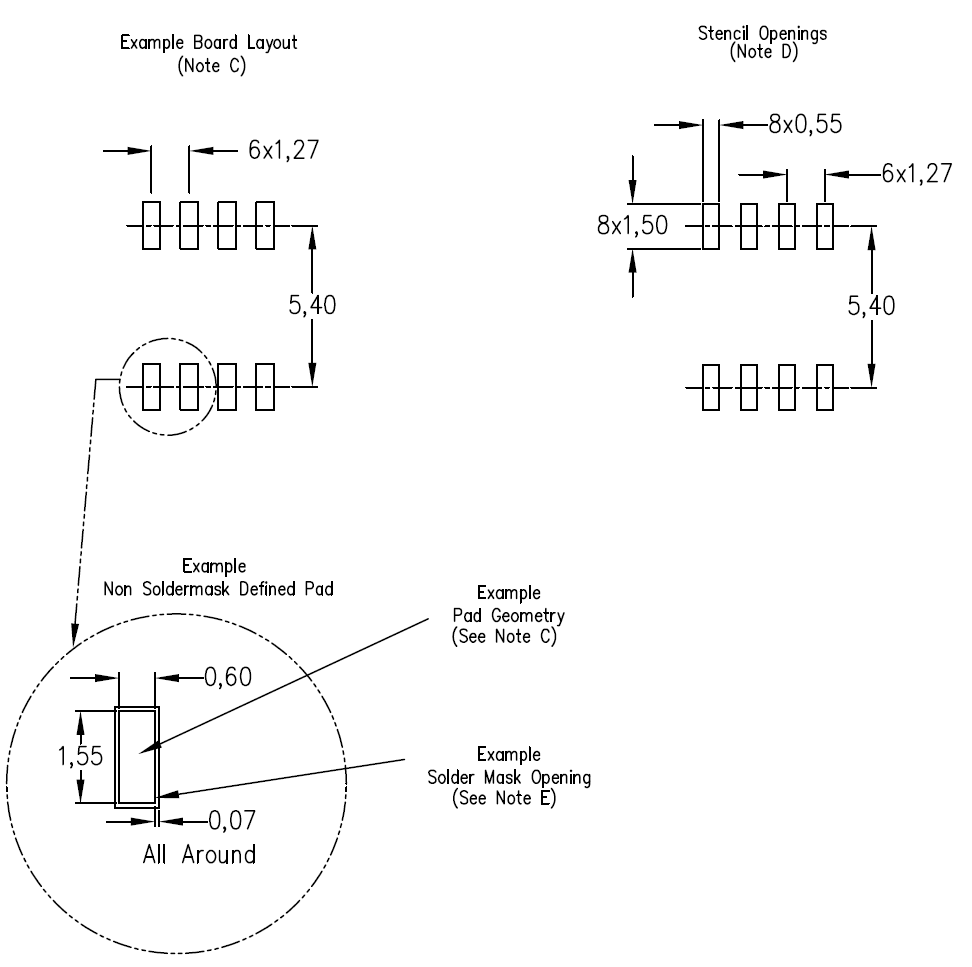 Example Board Layout
(Note C)
6x1,27
5,40
Stencil Openings
(Note D)
8x0,55
6x1,27
8x1,50
5,40
Example
Non Soldermask Defined Pad
0,60
1,55
0,07
All Around
Example
Pad Geometry
(See Note C)
Example
Solder Mask Opening
(See Note E)